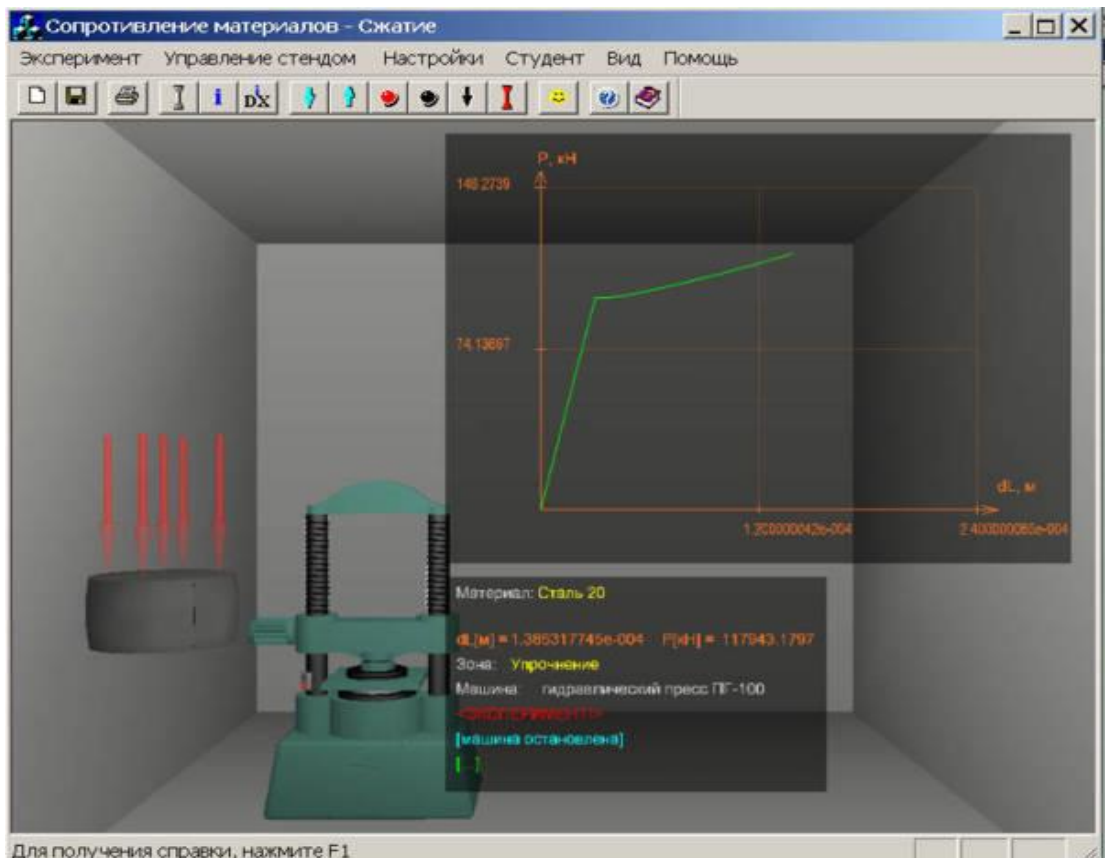 Сопротивление материалов - Сжатие
Эксперимент Управление стендом Настройки Студент Вид Помощь
P, кН
148.2739
74.13697
dL, м
1.200000042e-004 2.400000085e-004
Материал: Сталь 20
dL[м] = 1.385317745e-004 P[кН] = 117943.1797
Зона: Упрочнение
Машина: гидравлический пресс ПГ-100
<ЭКСПЕРИМЕНТ>
[машина остановлена]
[...]
Для получения справки, нажмите F1